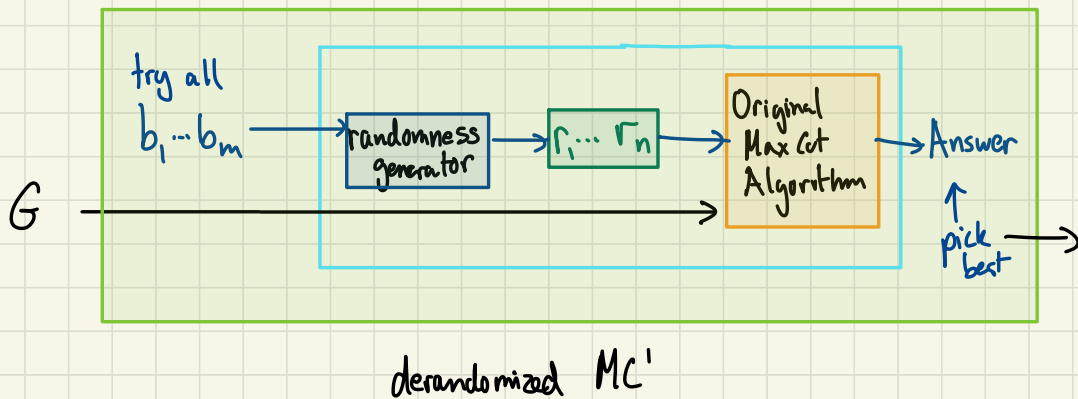 try all
b₁ ... bₘ
randomness
generator
r₁ ... rₙ
Original
Max Cut
Algorithm
Answer
G
pick
best
derandomized MC'